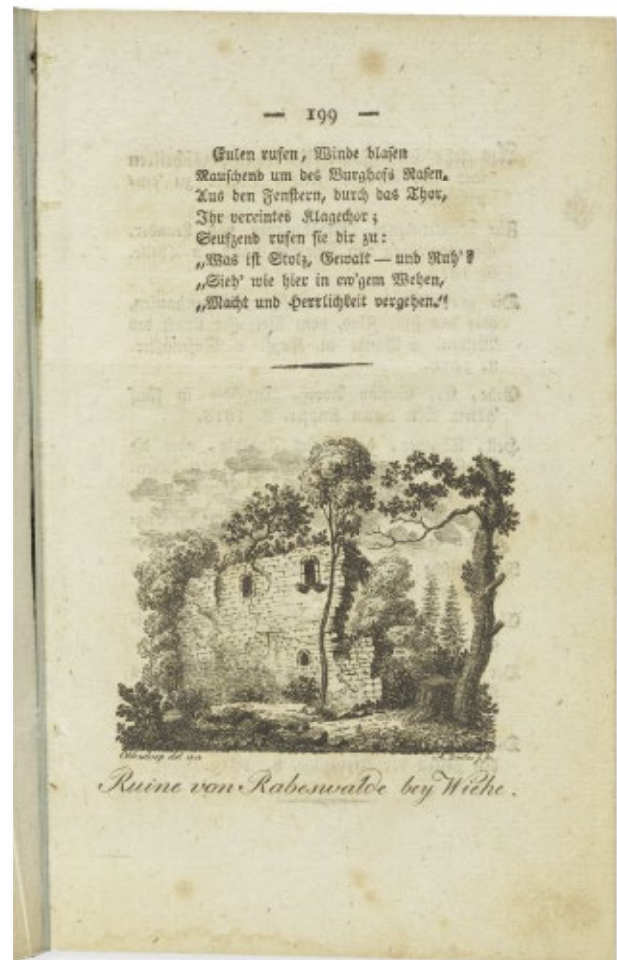 — 199 —
Eulen rufen, Winde blasen
Rauschend um des Burghofs Rasen.
Aus den Fenstern, durch das Thor,
Ihr vereintes Klagechor;
Seufzend rufen sie dir zu:
„Was ist Stolz, Gewalt — und Ruh'?
„Sieh' wie hier in ew'gem Wehen,
„Macht und Herrlichkeit vergehen.“
del
Ruine von Rabeswalde bey Wiehe.